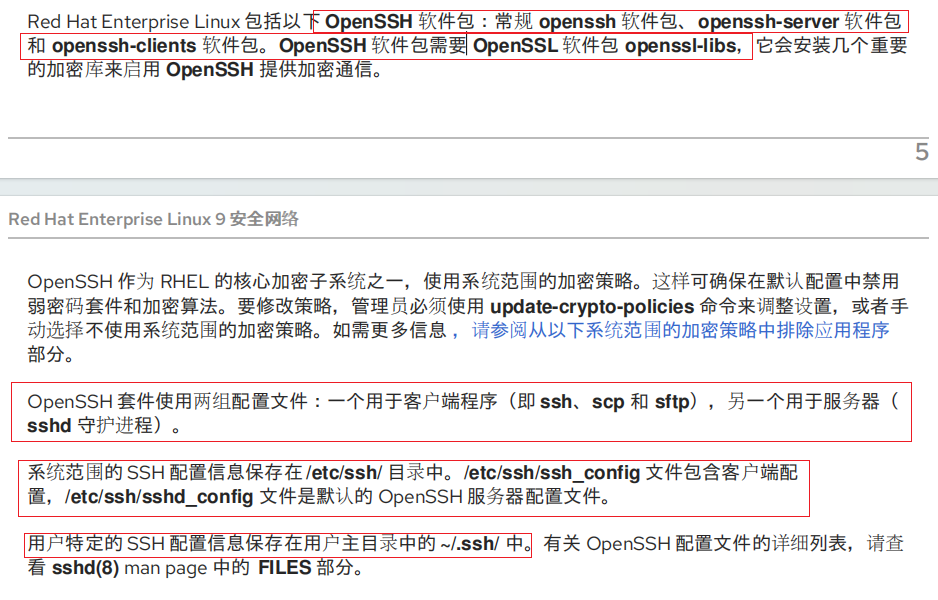 Red Hat Enterprise Linux 包括以下 OpenSSH 软件包：常规 openssh 软件包、openssh-server 软件包
和 openssh-clients 软件包。OpenSSH 软件包需要 OpenSSL 软件包 openssl-libs，它会安装几个重要
的加密库来启用 OpenSSH 提供加密通信。
5
Red Hat Enterprise Linux 9 安全网络
OpenSSH 作为 RHEL 的核心加密子系统之一，使用系统范围的加密策略。这样可确保在默认配置中禁用
弱密码套件和加密算法。要修改策略，管理员必须使用 update-crypto-policies 命令来调整设置，或者手
动选择不使用系统范围的加密策略。如需更多信息 ，请参阅从以下系统范围的加密策略中排除应用程序
部分。
OpenSSH 套件使用两组配置文件：一个用于客户端程序（即 ssh、scp 和 sftp），另一个用于服务器（
sshd 守护进程）。
系统范围的 SSH 配置信息保存在 /etc/ssh/ 目录中。/etc/ssh/ssh_config 文件包含客户端配
置，/etc/ssh/sshd_config 文件是默认的 OpenSSH 服务器配置文件。
用户特定的 SSH 配置信息保存在用户主目录中的 ~/.ssh/ 中。有关 OpenSSH 配置文件的详细列表，请查
看 sshd(8) man page 中的 FILES 部分。